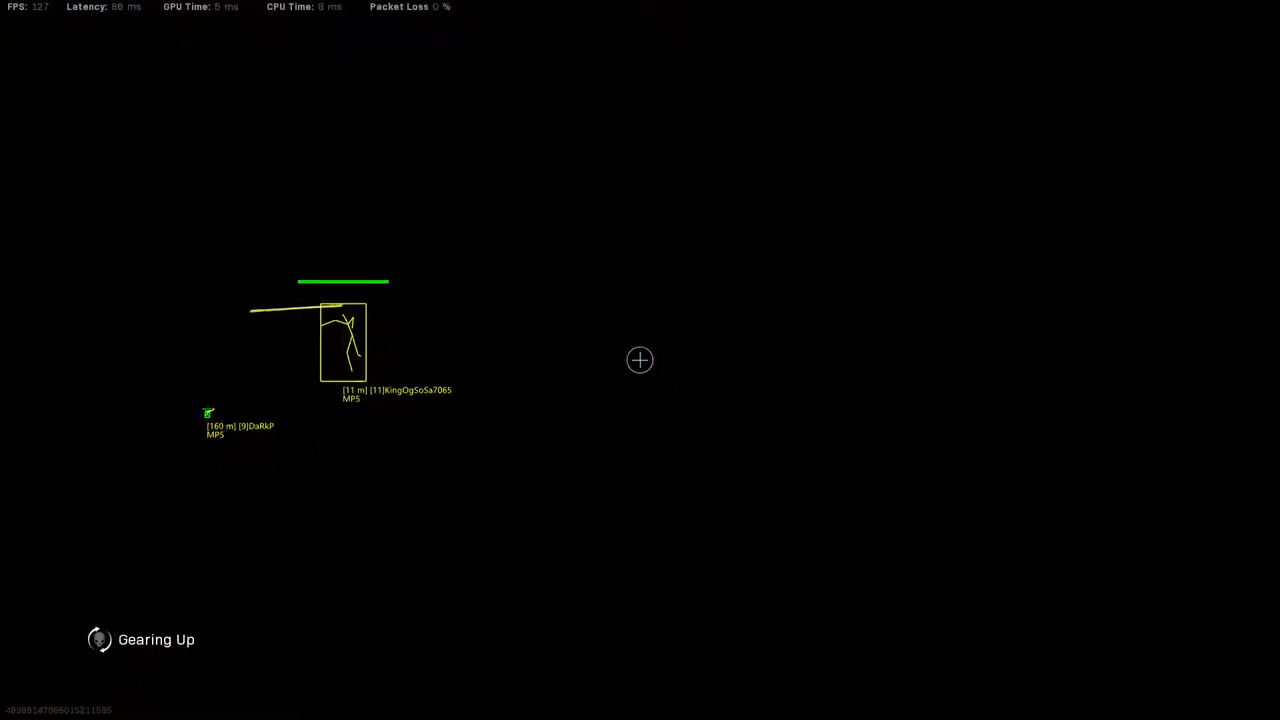 FPS: 127 Latency: 86 ms GPU Time: 5 ms CPU Time: 8 ms Packet Loss 0 %
[11 m] [11]KingOgSoSa7065
MP5
[160 m] [9]DaRkP
MP5
Gearing Up